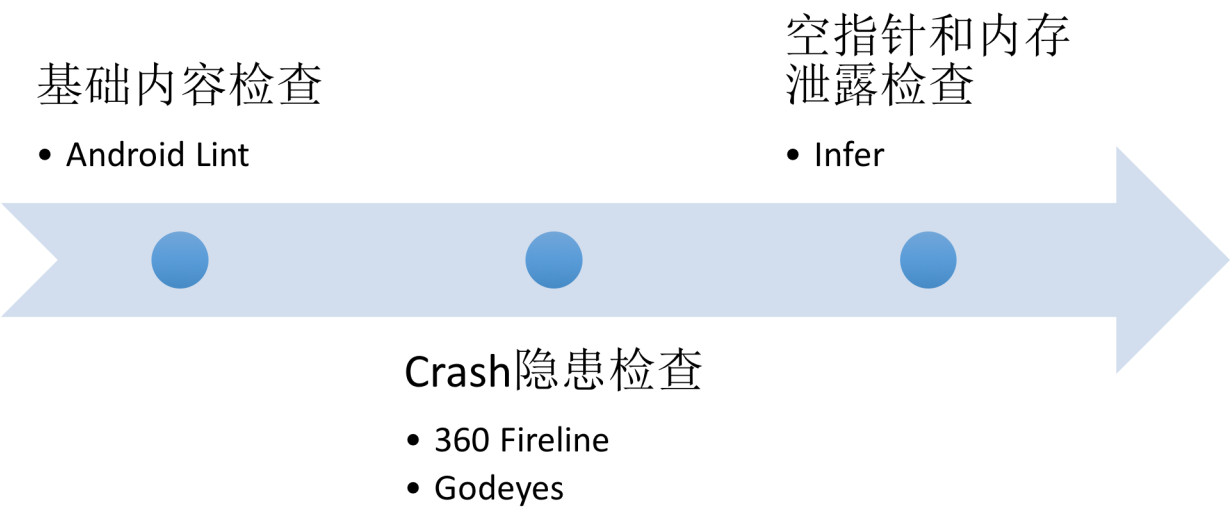 基础内容检查
• Android Lint
Crash隐患检查
• 360 Fireline
• Godeyes
空指针和内存
泄露检查
• Infer